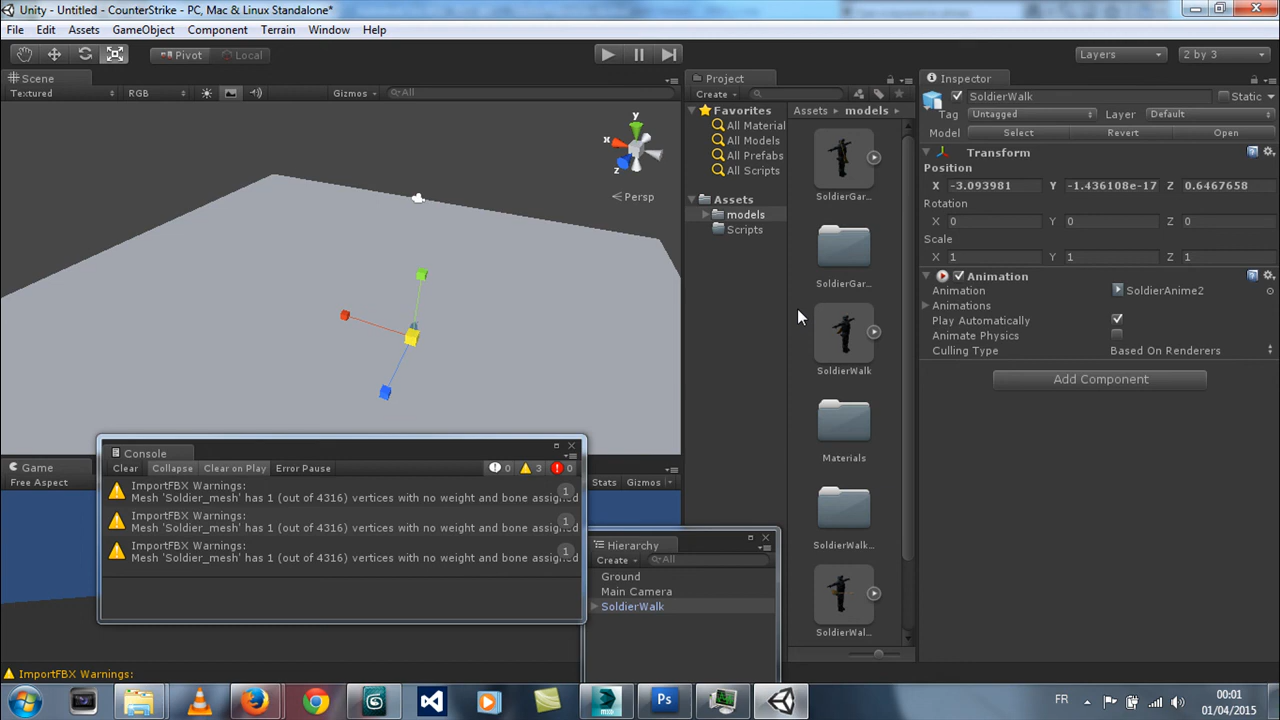 Unity - Untitled - CounterStrike - PC, Mac & Linux Standalone*
File Edit Assets GameObject Component Terrain Window Help
Pivot Local Layers 2 by 3
Scene
Textured RGB Gizmos All
y
x
z
Persp
Project
Create
Favorites
All Material
All Models
All Prefabs
All Scripts
Assets
models
Scripts
Assets models
SoldierGar...
SoldierGar...
SoldierWalk
Materials
SoldierWalk...
SoldierWal...
Inspector
SoldierWalk Static
Tag Untagged Layer Default
Model Select Revert Open
Transform
Position
X -3.093981 Y -1.436108e-17 Z 0.6467658
Rotation
X 0 Y 0 Z 0
Scale
X 1 Y 1 Z 1
Animation
Animation SoldierAnime2
Animations
Play Automatically
Animate Physics
Culling Type Based On Renderers
Add Component
Game
Free Aspect Stats Gizmos
Console
Clear Collapse Clear on Play Error Pause 0 3 0
ImportFBX Warnings:
Mesh 'Soldier_mesh' has 1 (out of 4316) vertices with no weight and bone assigned 1
ImportFBX Warnings:
Mesh 'Soldier_mesh' has 1 (out of 4316) vertices with no weight and bone assigned 1
ImportFBX Warnings:
Mesh 'Soldier_mesh' has 1 (out of 4316) vertices with no weight and bone assigned 1
Hierarchy
Create All
Ground
Main Camera
SoldierWalk
ImportFBX Warnings:
Ps
FR
00:01
01/04/2015